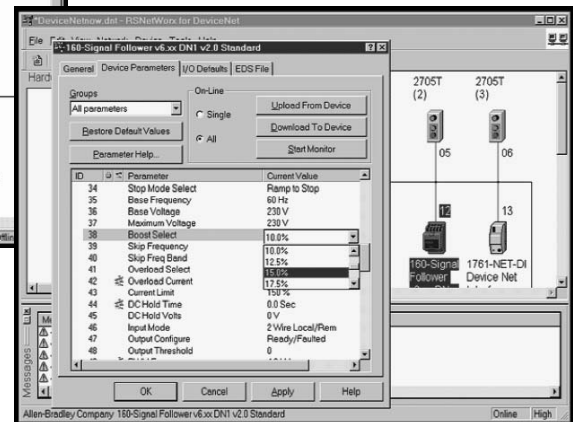 *DeviceNetnow.dnt - RSNetWorx for DeviceNet
File
160-Signal Follower v6.xx DN1 v2.0 Standard
General Device Parameters I/O Defaults EDS File
Groups
All parameters
Restore Default Values
Parameter Help...
On-Line
Single
All
Upload From Device
Download To Device
Start Monitor
ID Parameter Current Value
34 Stop Mode Select Ramp to Stop
35 Base Frequency 60 Hz
36 Base Voltage 230 V
37 Maximum Voltage 230 V
38 Boost Select 10.0%
39 Skip Frequency 10.0%
40 Skip Freq Band 12.5%
41 Overload Select 15.0%
42 Overload Current 17.5%
43 Current Limit 150 %
44 DC Hold Time 0.0 Sec
45 DC Hold Volts 0 V
46 Input Mode 2 Wire Local/Rem
47 Output Configure Ready/Faulted
48 Output Threshold 0
OK Cancel Apply Help
2705T
(2)
2705T
(3)
05
06
12
13
160-Signal
Follower
1761-NET-DI
Device Net
Messages
Allen-Bradley Company 160-Signal Follower v6.xx DN1 v2.0 Standard
Online High